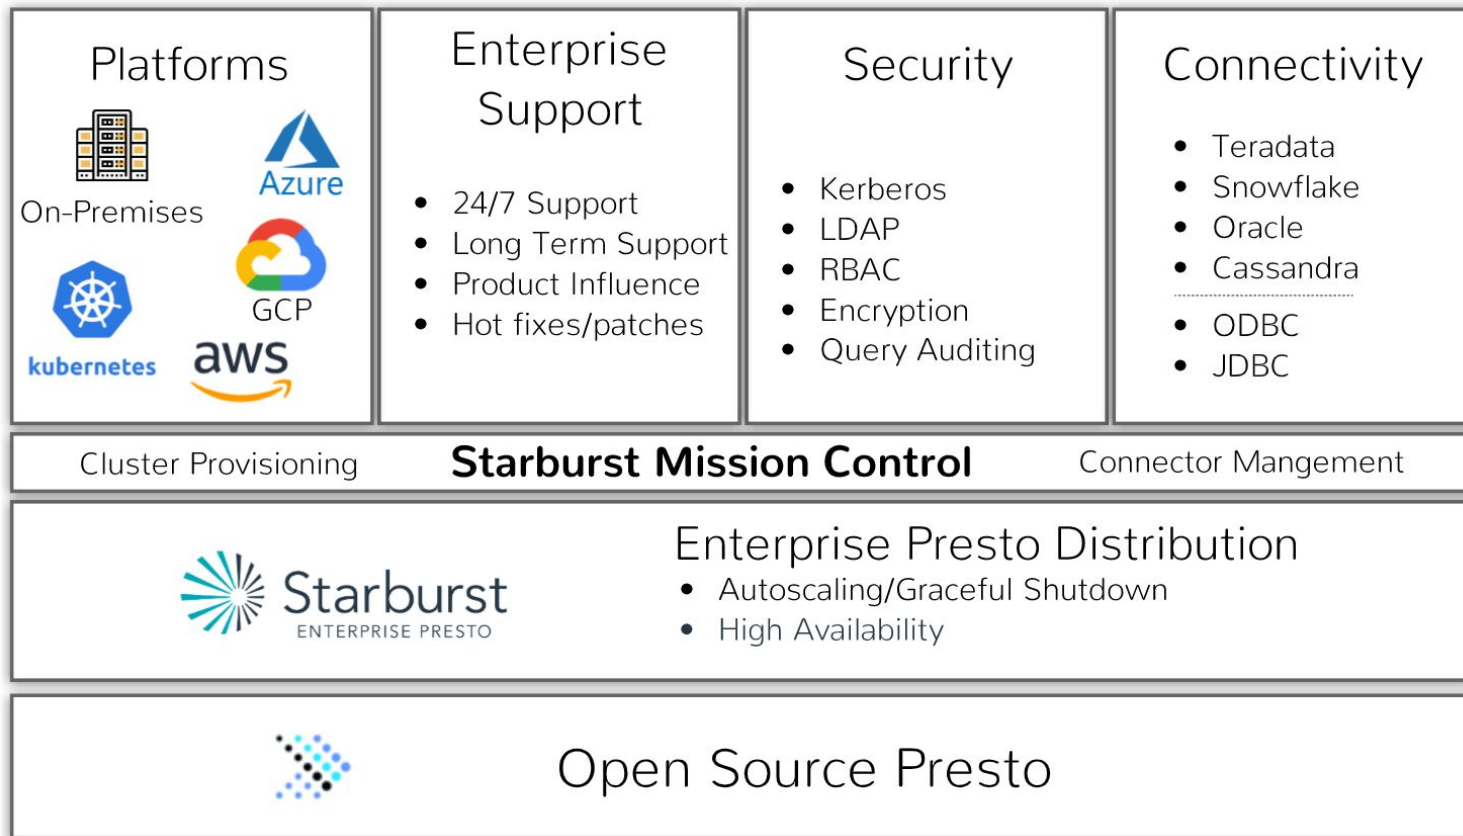 Platforms
On-Premises
Azure
GCP
kubernetes
aws
Enterprise
Support
• 24/7 Support
• Long Term Support
• Product Influence
• Hot fixes/patches
Security
• Kerberos
• LDAP
• RBAC
• Encryption
• Query Auditing
Connectivity
• Teradata
• Snowflake
• Oracle
• Cassandra
• ODBC
• JDBC
Cluster Provisioning
Starburst Mission Control
Connector Mangement
Starburst
ENTERPRISE PRESTO
Enterprise Presto Distribution
• Autoscaling/Graceful Shutdown
• High Availability
Open Source Presto